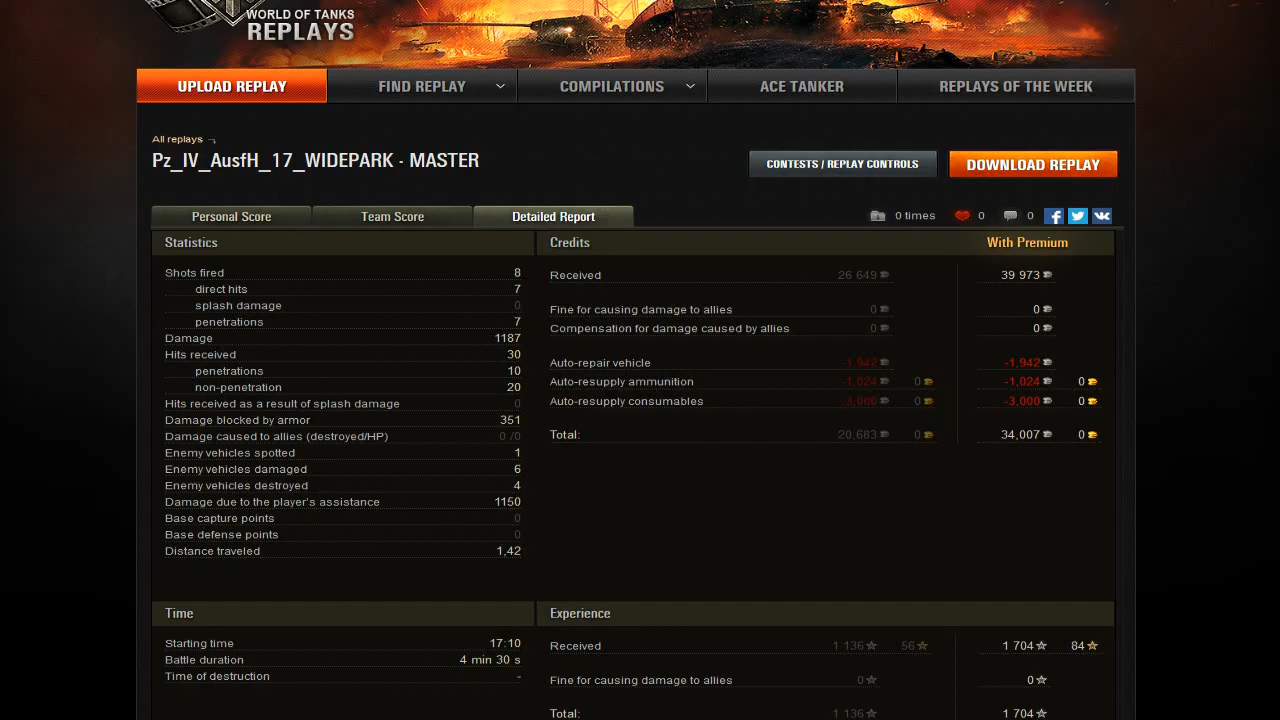 WORLD OF TANKS
REPLAYS
UPLOAD REPLAY FIND REPLAY COMPILATIONS ACE TANKER REPLAYS OF THE WEEK
All replays
Pz_IV_AusfH_17_WIDEPARK - MASTER
CONTESTS / REPLAY CONTROLS DOWNLOAD REPLAY
Personal Score Team Score Detailed Report 0 times 0 0
Statistics
Shots fired 8
direct hits 7
splash damage 0
penetrations 7
Damage 1187
Hits received 30
penetrations 10
non-penetration 20
Hits received as a result of splash damage 0
Damage blocked by armor 351
Damage caused to allies (destroyed/HP) 0 /0
Enemy vehicles spotted 1
Enemy vehicles damaged 6
Enemy vehicles destroyed 4
Damage due to the player's assistance 1150
Base capture points 0
Base defense points 0
Distance traveled 1,42
Credits With Premium
Received 26 649 39 973
Fine for causing damage to allies 0 0
Compensation for damage caused by allies 0 0
Auto-repair vehicle -1,942 -1,942
Auto-resupply ammunition -1,024 0 -1,024 0
Auto-resupply consumables -3,000 0 -3,000 0
Total: 20,683 0 34,007 0
Time
Starting time 17:10
Battle duration 4 min 30 s
Time of destruction -
Experience
Received 1 136 56 1 704 84
Fine for causing damage to allies 0 0
Total: 1 136 1 704